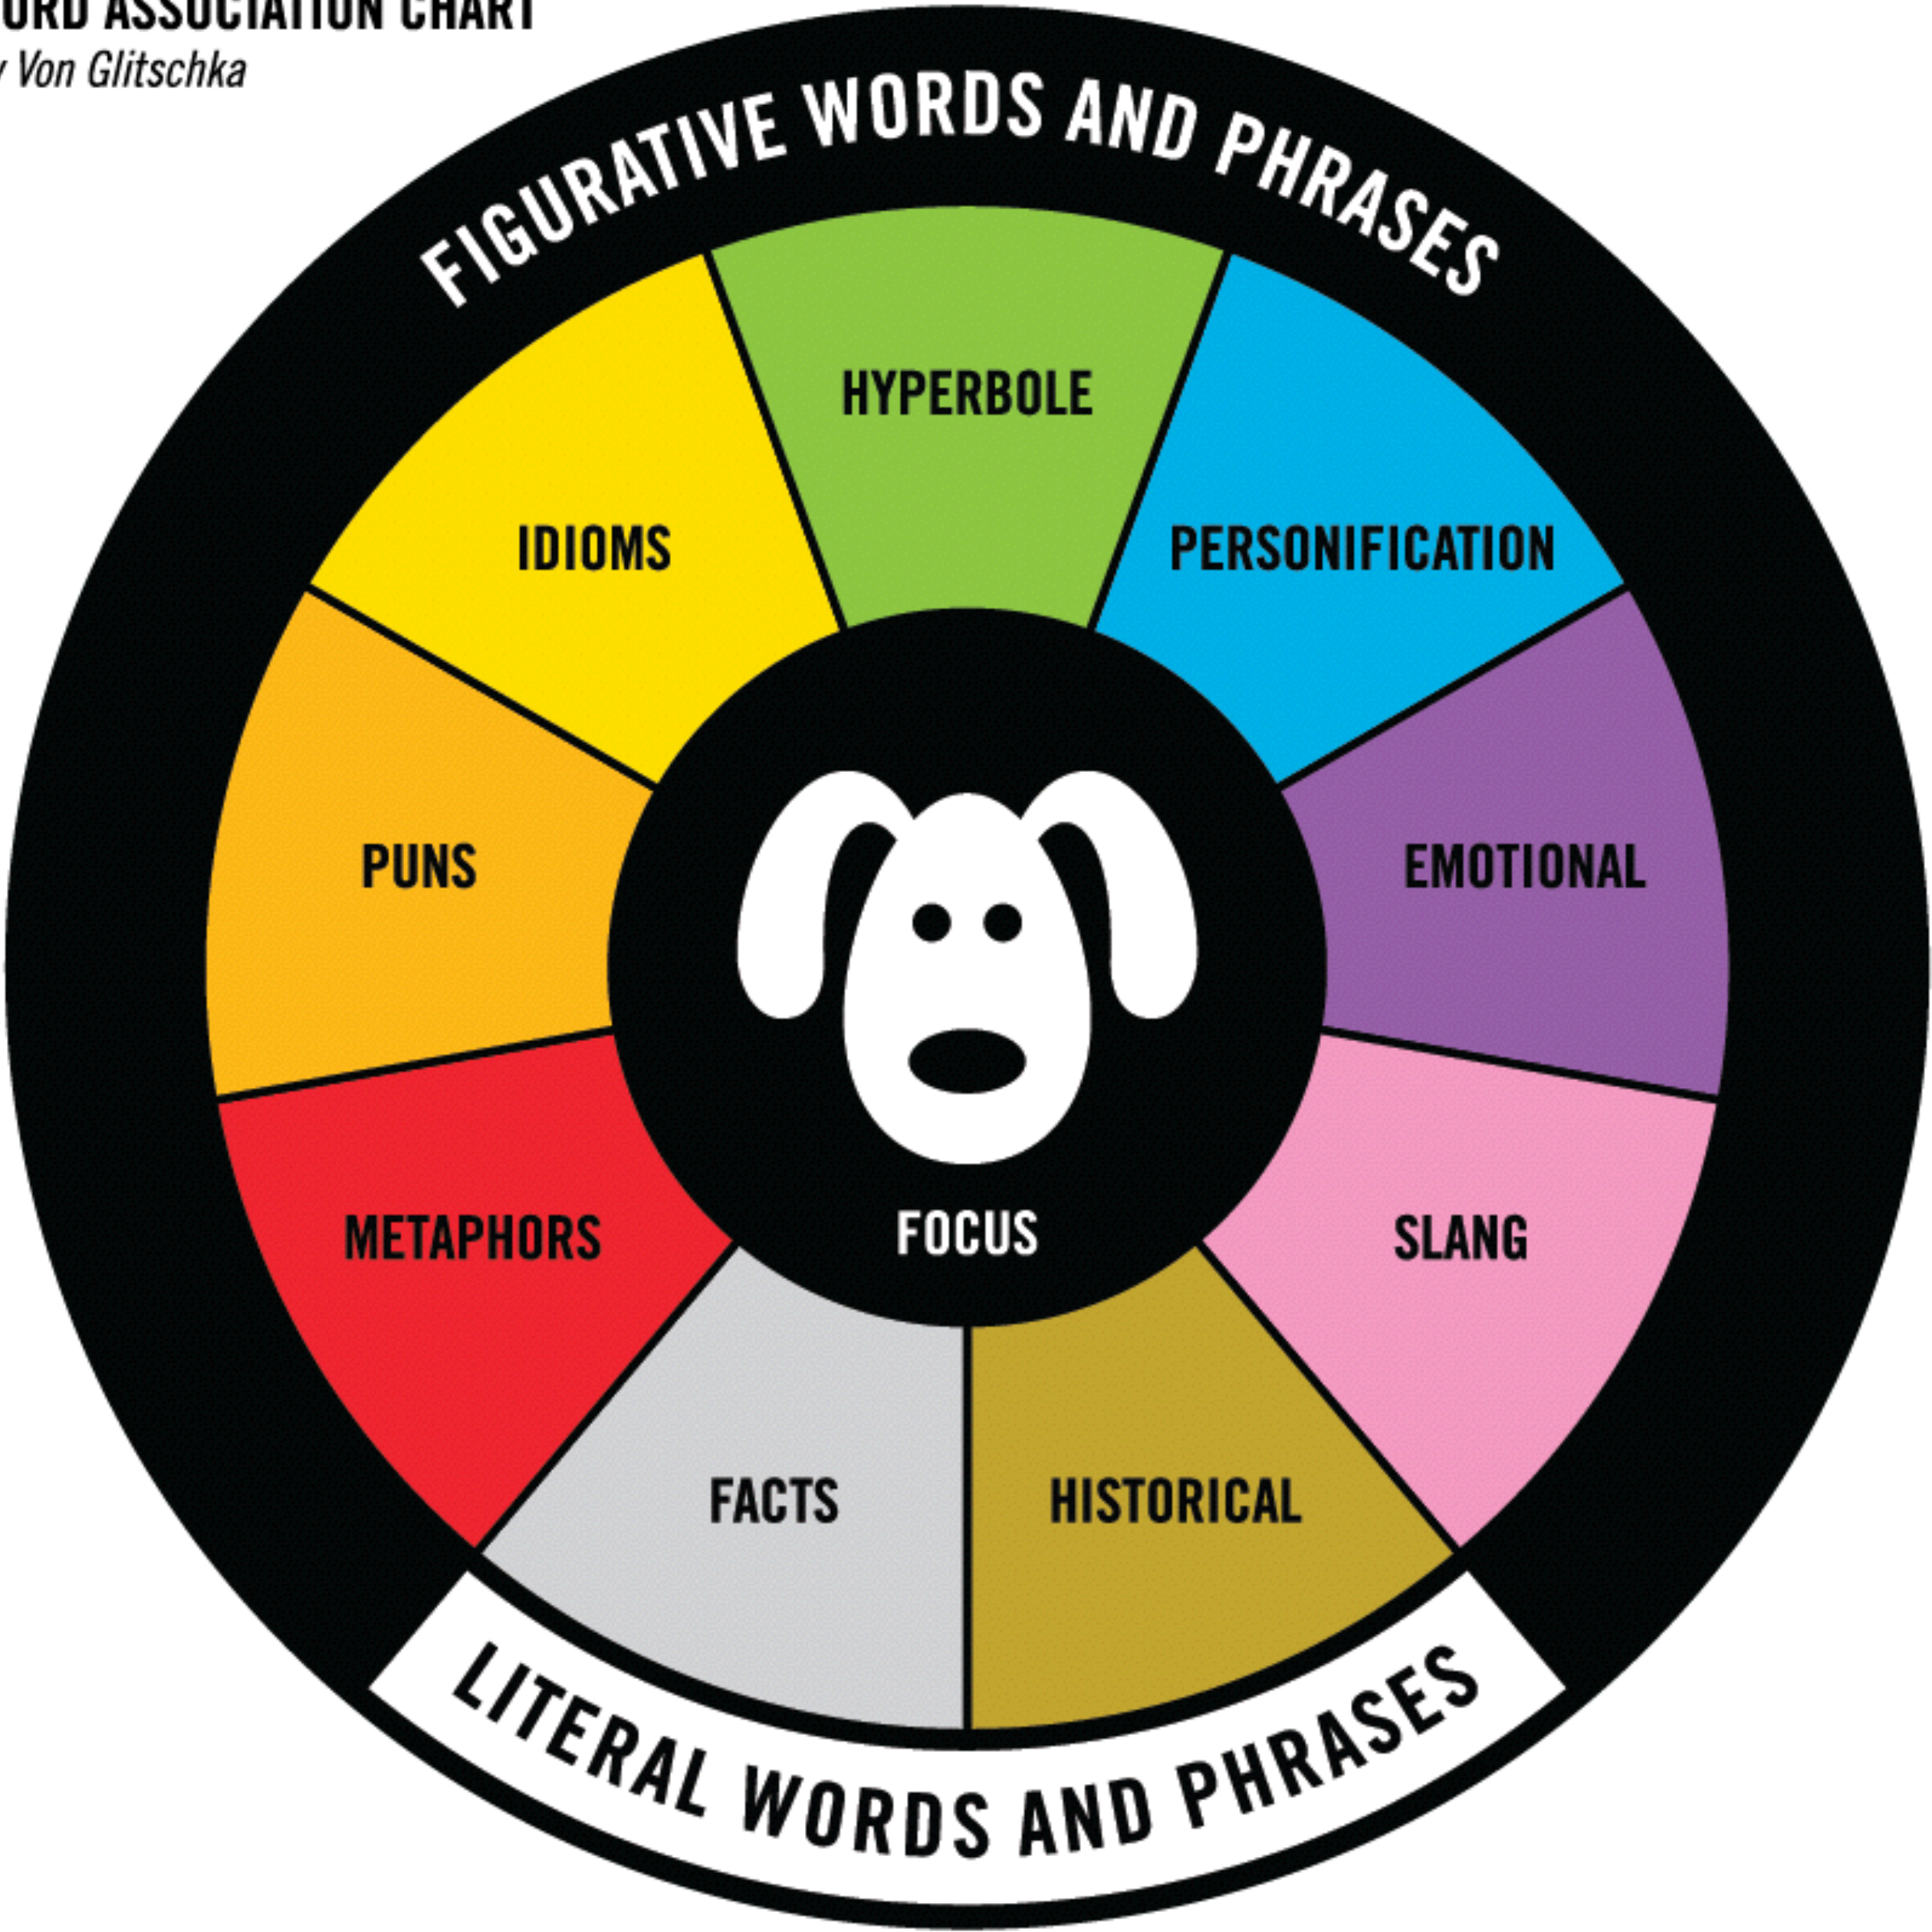 ORD ASSOCIATION CHART
Von Glitschka
FIGURATIVE WORDS AND PHRASES
HYPERBOLE
IDIOMS
PERSONIFICATION
PUNS
EMOTIONAL
METAPHORS
FOCUS
SLANG
FACTS
HISTORICAL
LITERAL WORDS AND PHRASES